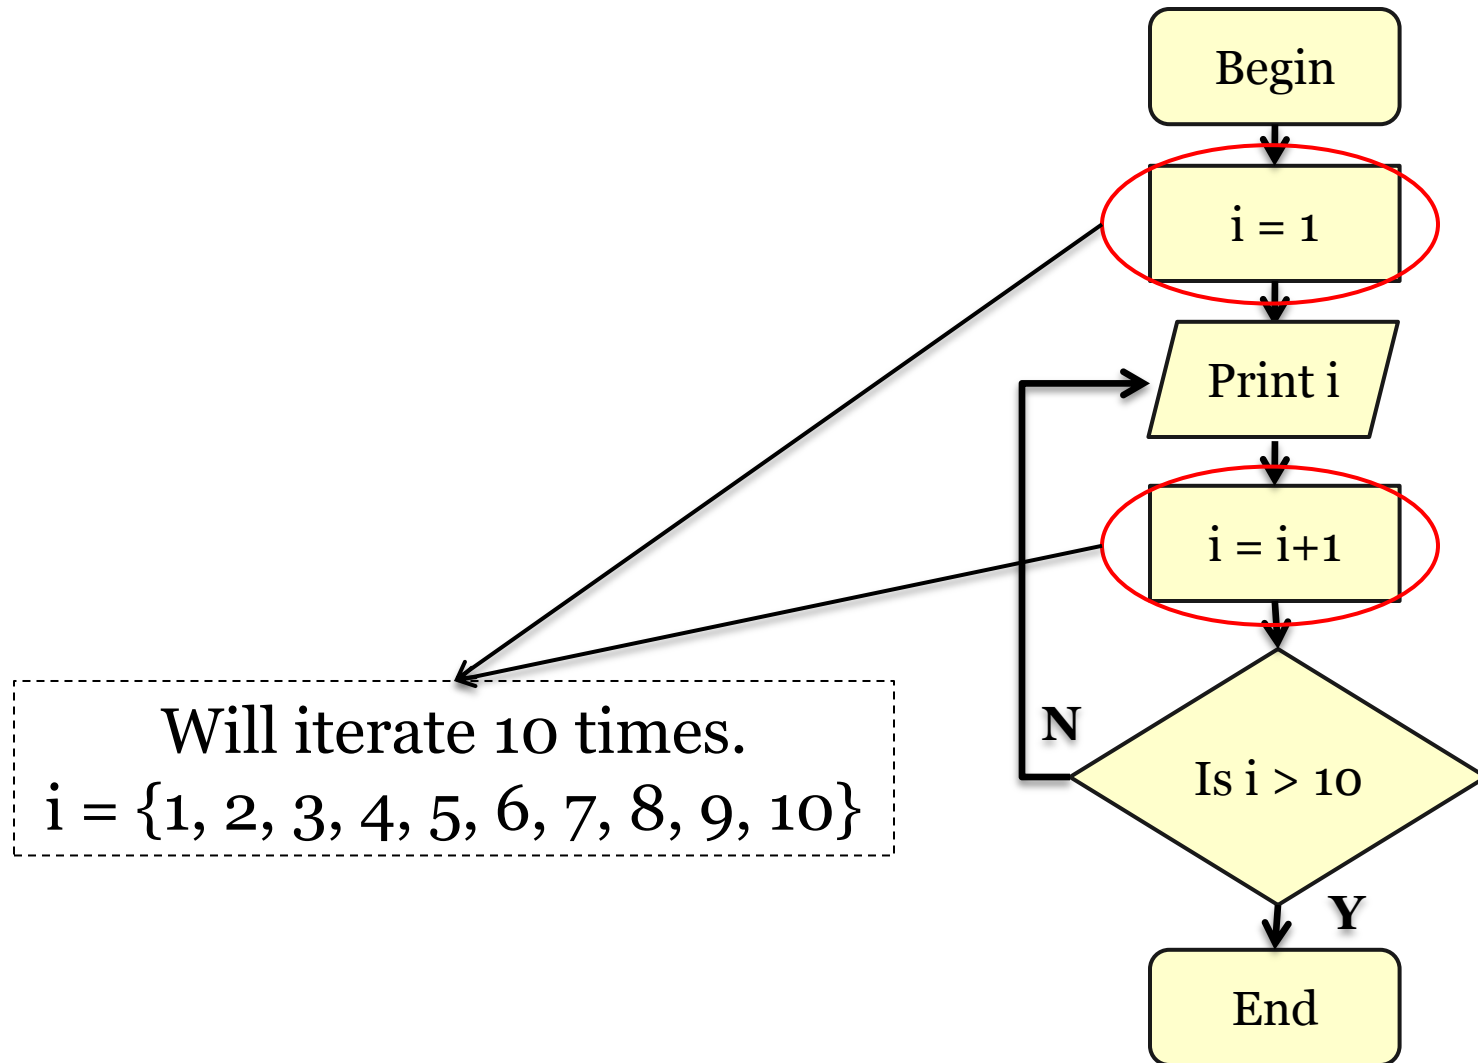 Begin
i = 1
Print i
i = i+1
Is i > 10
N
Y
End
Will iterate 10 times.
i = {1, 2, 3, 4, 5, 6, 7, 8, 9, 10}